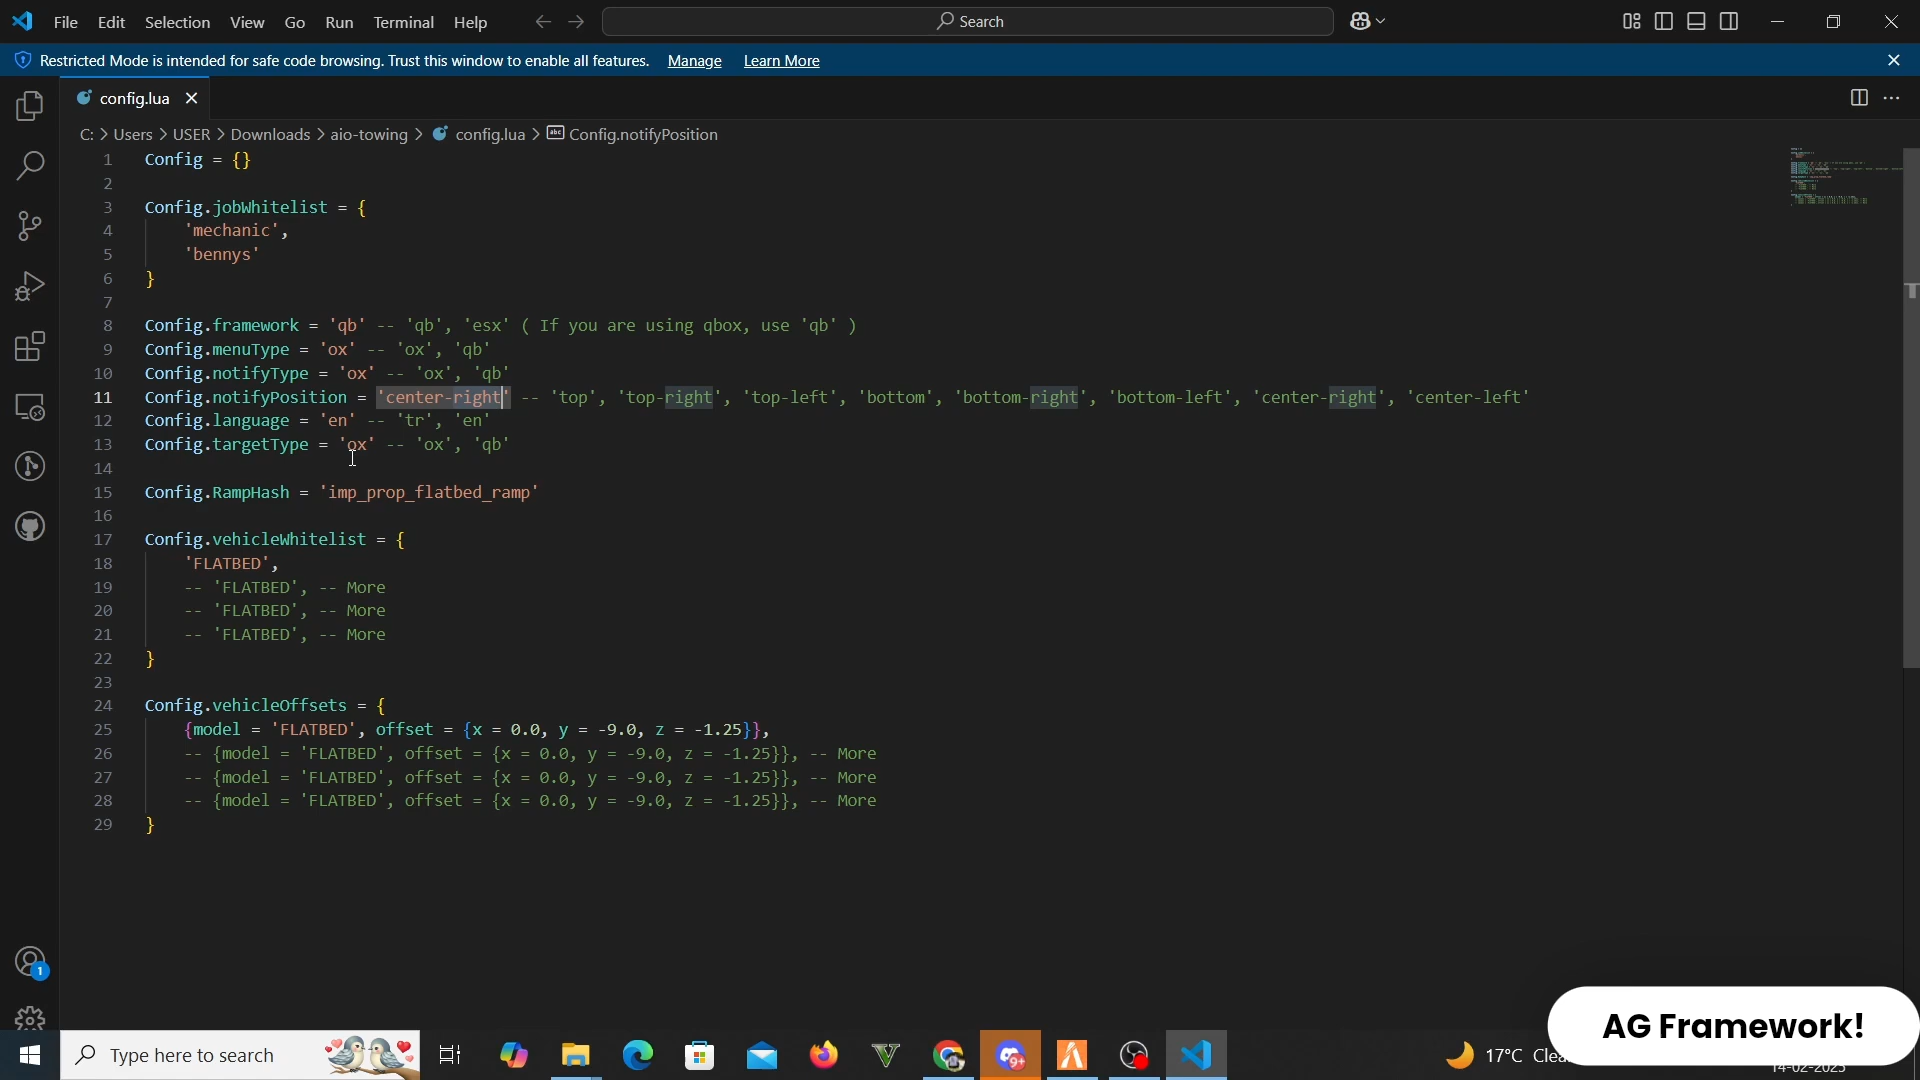 File Edit Selection View Go Run Terminal Help
Search
Restricted Mode is intended for safe code browsing. Trust this window to enable all features. Manage Learn More
config.lua
C: > Users > USER > Downloads > aio-towing > config.lua > Config.notifyPosition
1 Config = {}
2
3 Config.jobWhitelist = {
4 'mechanic',
5 'bennys'
6 }
7
8 Config.framework = 'qb' -- 'qb', 'esx' ( If you are using qbox, use 'qb' )
9 Config.menuType = 'ox' -- 'ox', 'qb'
10 Config.notifyType = 'ox' -- 'ox', 'qb'
11 Config.notifyPosition = 'center-right' -- 'top', 'top-right', 'top-left', 'bottom', 'bottom-right', 'bottom-left', 'center-right', 'center-left'
12 Config.language = 'en' -- 'tr', 'en'
13 Config.targetType = 'ox' -- 'ox', 'qb'
14
15 Config.RampHash = 'imp_prop_flatbed_ramp'
16
17 Config.vehicleWhitelist = {
18 'FLATBED',
19 -- 'FLATBED', -- More
20 -- 'FLATBED', -- More
21 -- 'FLATBED', -- More
22 }
23
24 Config.vehicleOffsets = {
25 {model = 'FLATBED', offset = {x = 0.0, y = -9.0, z = -1.25}},
26 -- {model = 'FLATBED', offset = {x = 0.0, y = -9.0, z = -1.25}}, -- More
27 -- {model = 'FLATBED', offset = {x = 0.0, y = -9.0, z = -1.25}}, -- More
28 -- {model = 'FLATBED', offset = {x = 0.0, y = -9.0, z = -1.25}}, -- More
29 }
1
AG Framework!
Type here to search
9+
17°C
14-02-2025